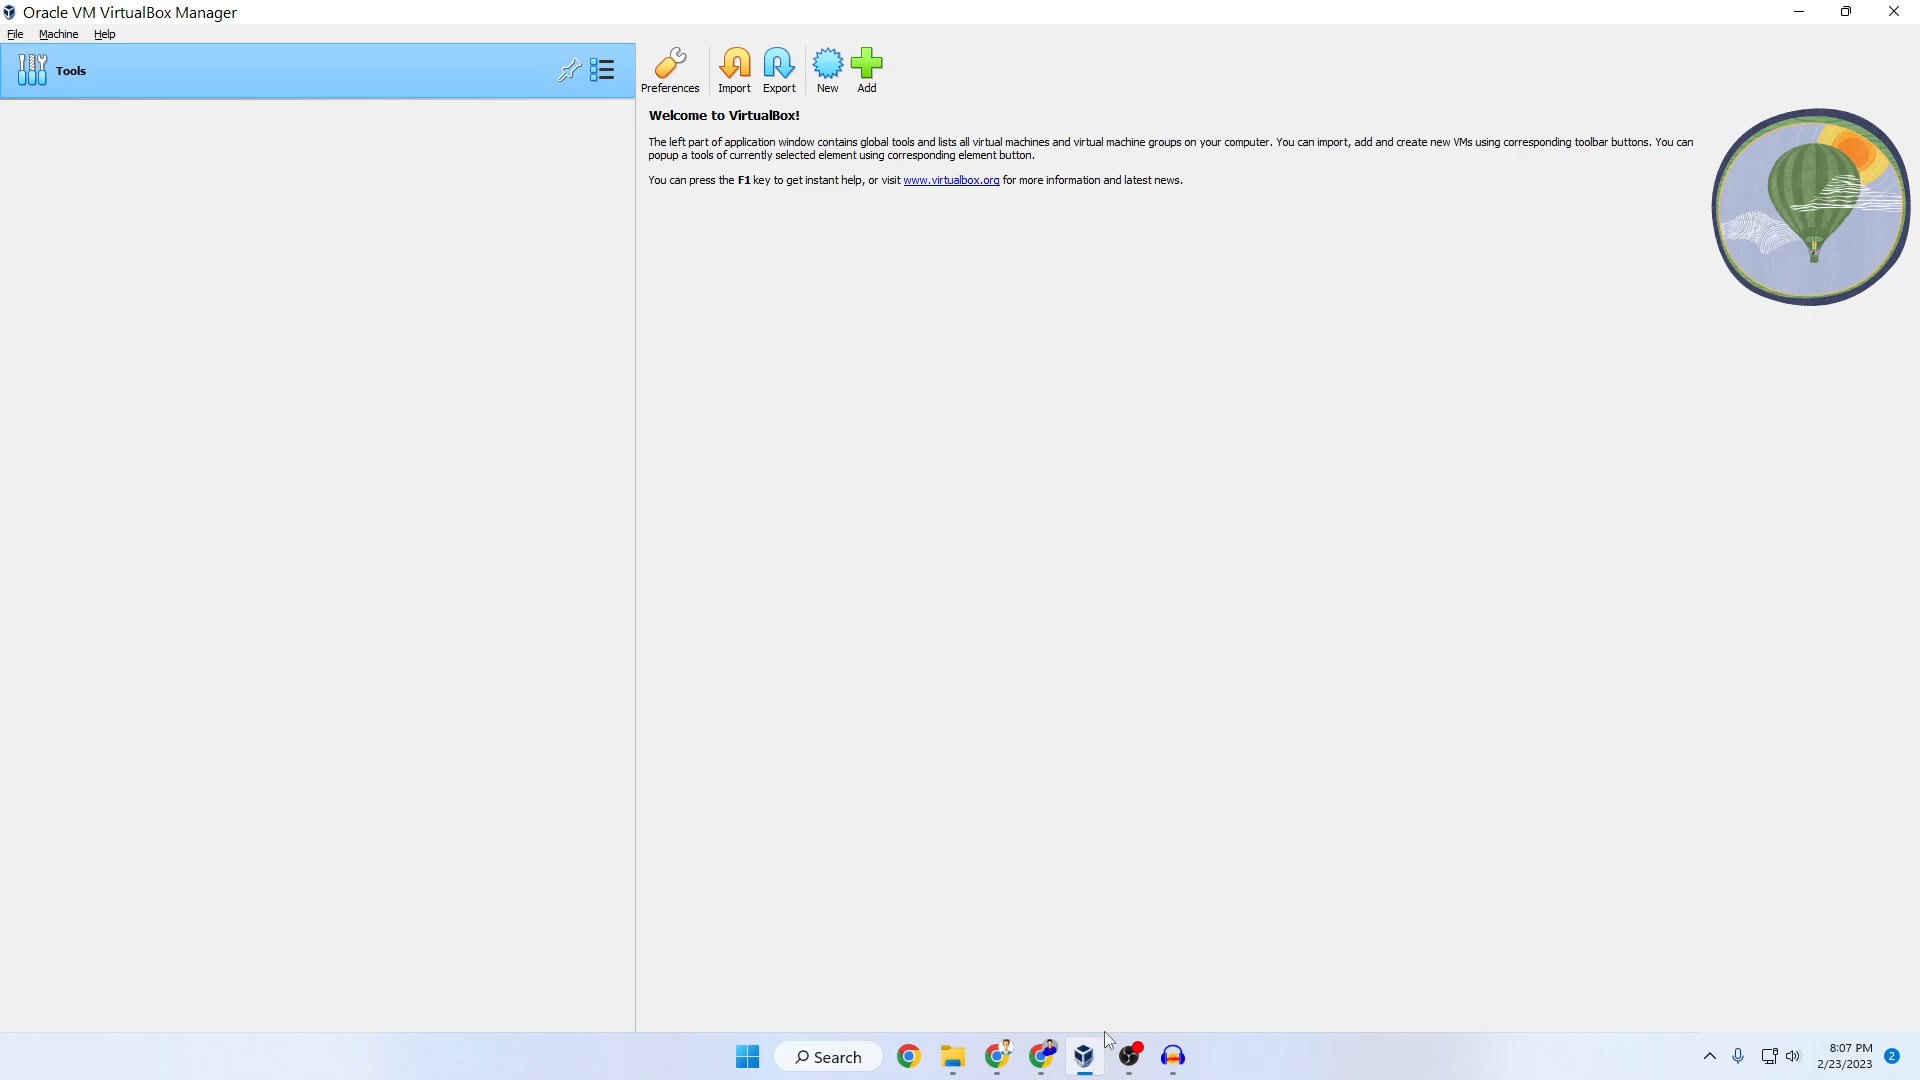 Oracle VM VirtualBox Manager
File Machine Help
Tools
Preferences Import Export New Add
Welcome to VirtualBox!
The left part of application window contains global tools and lists all virtual machines and virtual machine groups on your computer. You can import, add and create new VMs using corresponding toolbar buttons. You can
popup a tools of currently selected element using corresponding element button.
You can press the F1 key to get instant help, or visit www.virtualbox.org for more information and latest news.
Search
8:07 PM
2/23/2023
2